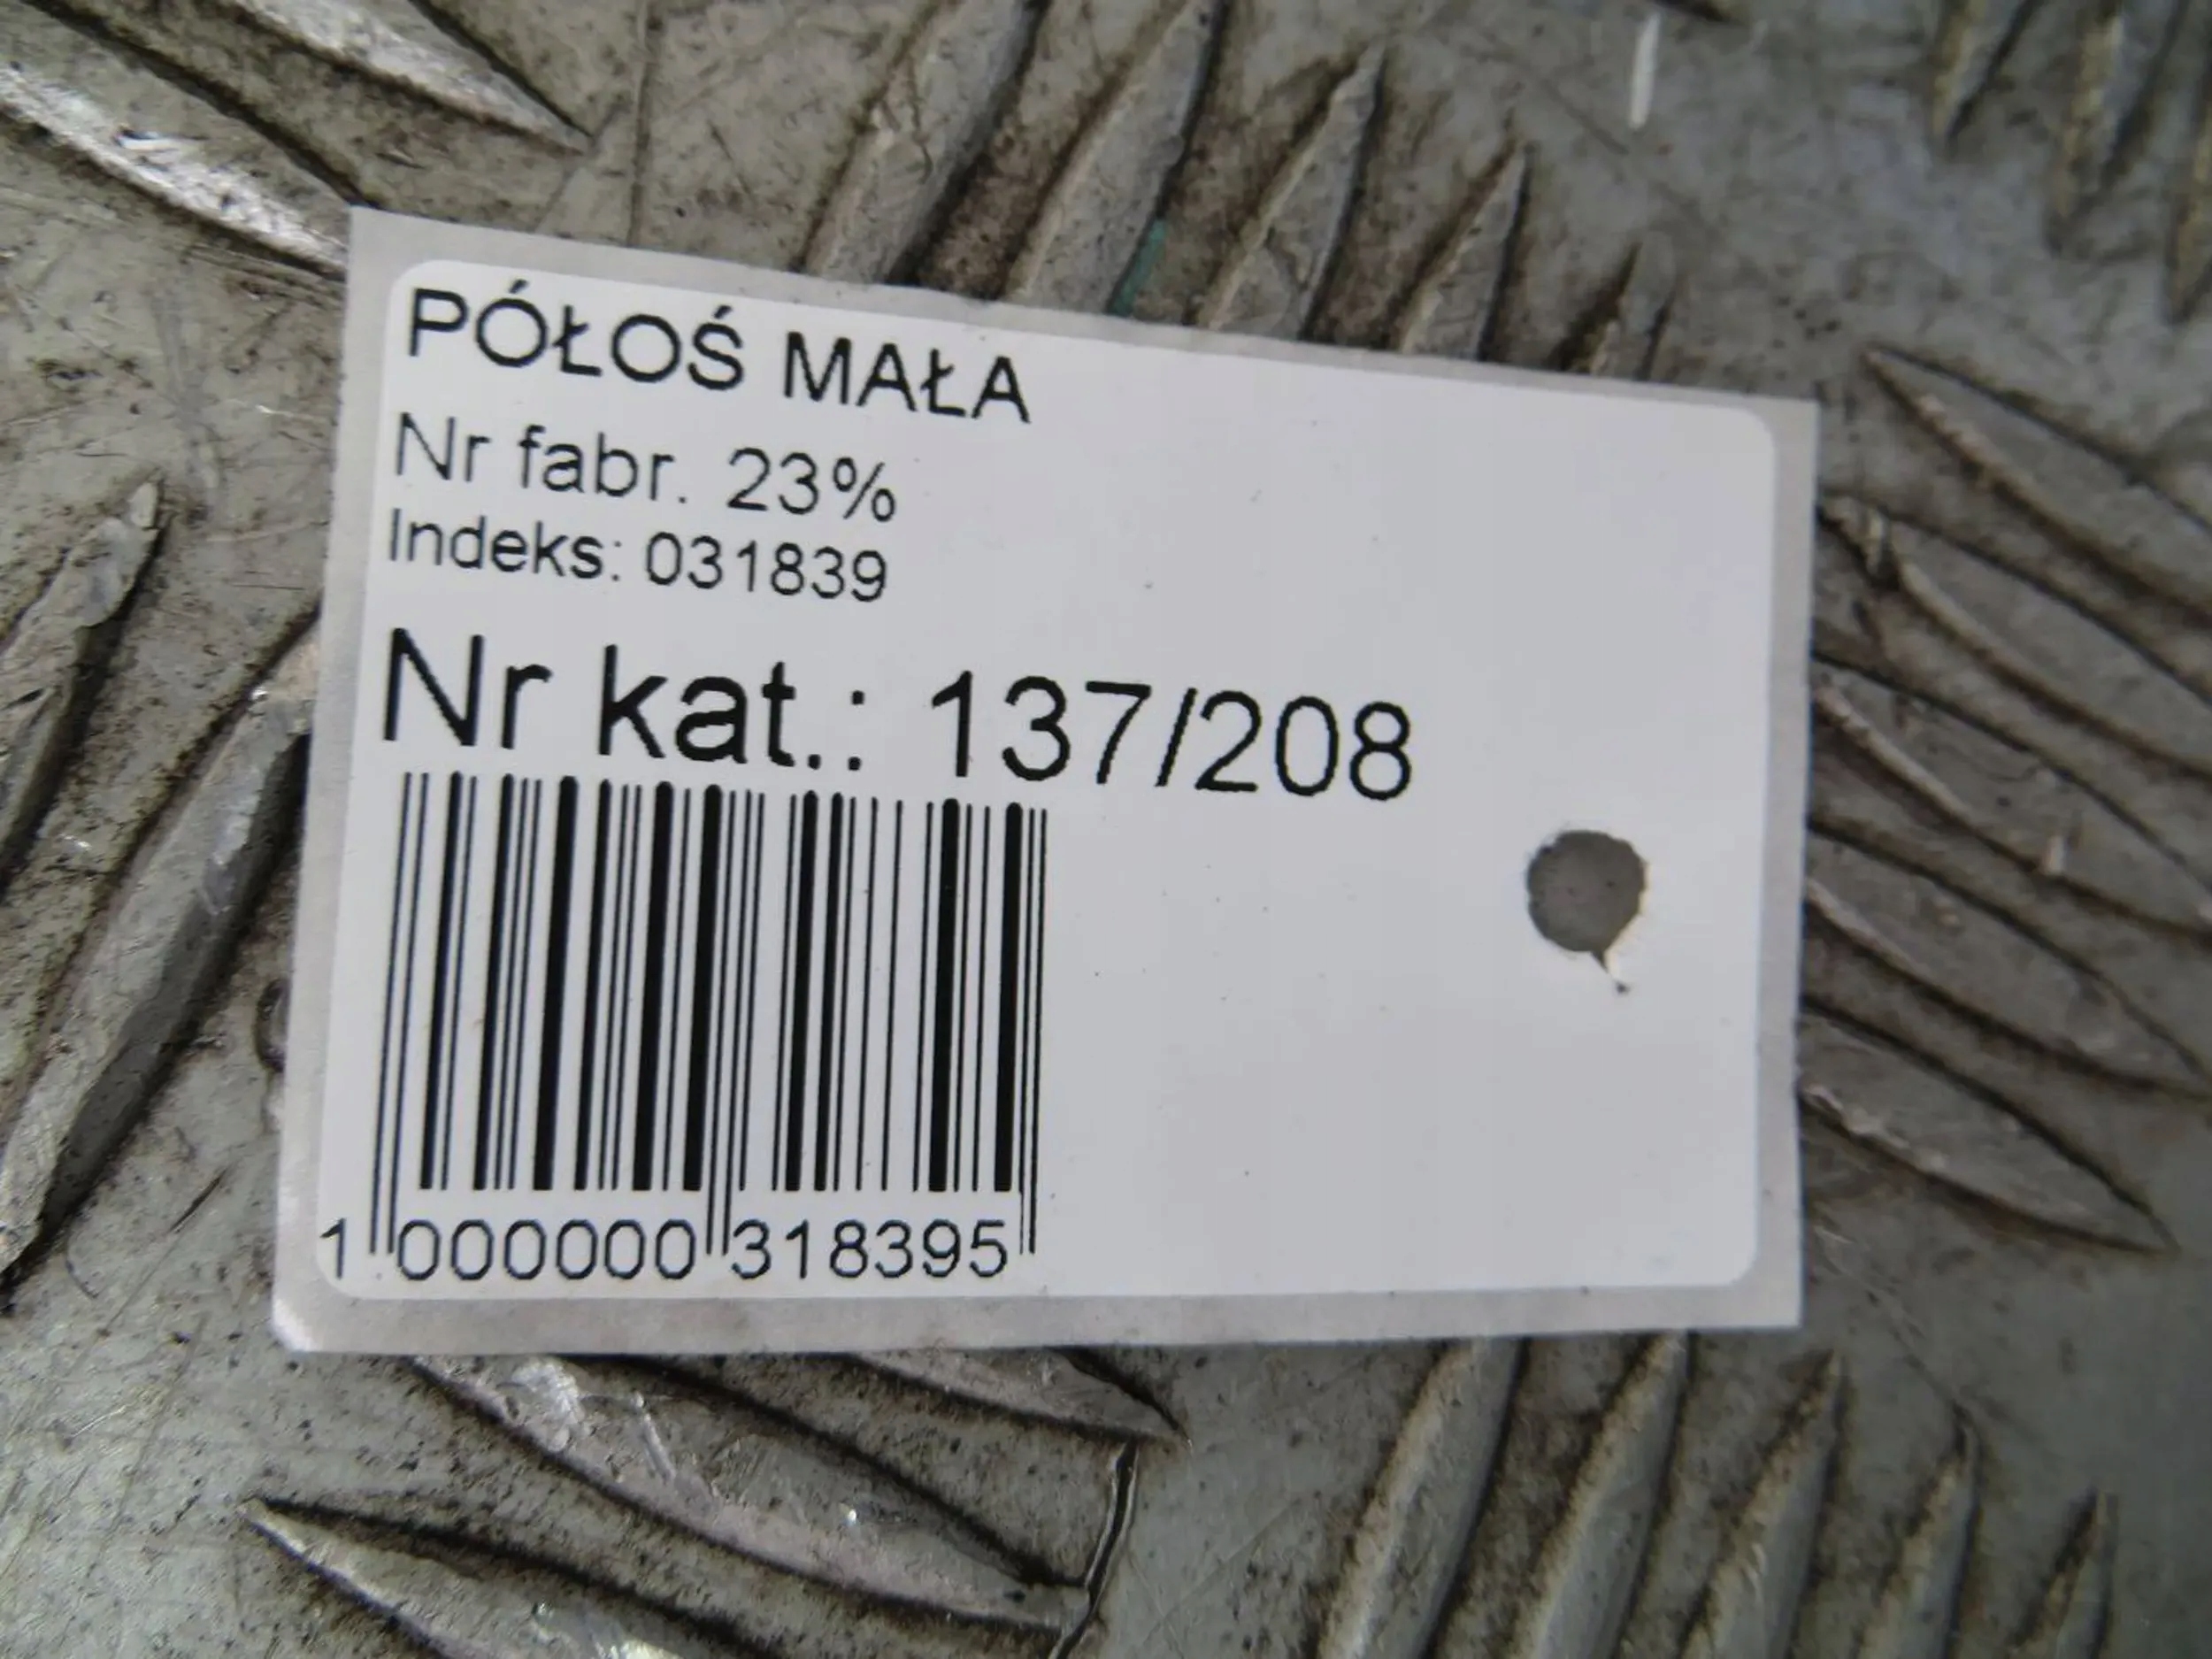 PÓŁOŚ MAŁA
Nr fabr. 23%
Indeks: 031839
Nr kat.: 137/208
1 000000 318395